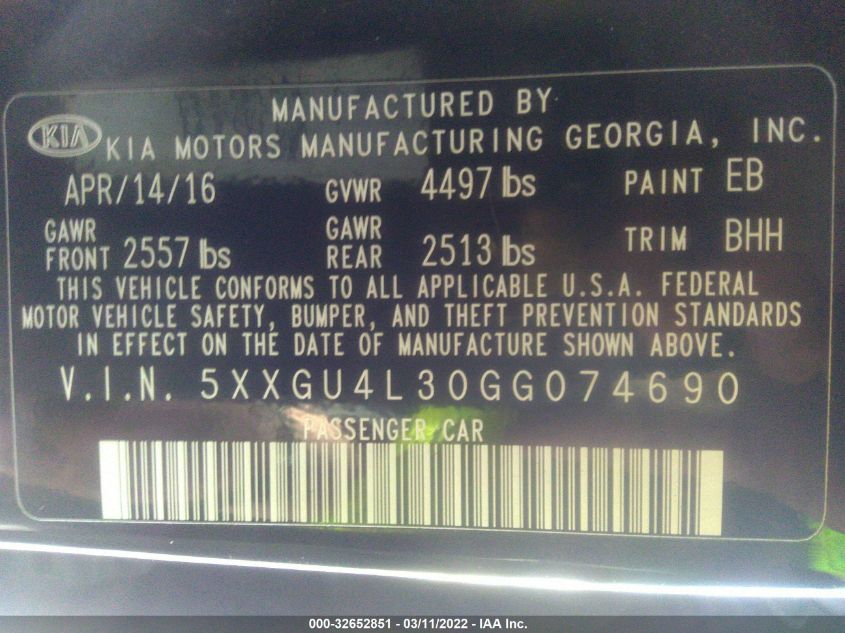 MANUFACTURED BY
KIA KIA MOTORS MANUFACTURING GEORGIA, INC.
APR/14/16 GVWR 4497 lbs PAINT EB
GAWR FRONT 2557 lbs GAWR REAR 2513 lbs TRIM BHH
THIS VEHICLE CONFORMS TO ALL APPLICABLE U.S.A. FEDERAL
MOTOR VEHICLE SAFETY, BUMPER, AND THEFT PREVENTION STANDARDS
IN EFFECT ON THE DATE OF MANUFACTURE SHOWN ABOVE.
V.I.N. 5XXGU4L30GG074690
PASSENGER CAR
000-32652851 - 03/11/2022 - IAA Inc.